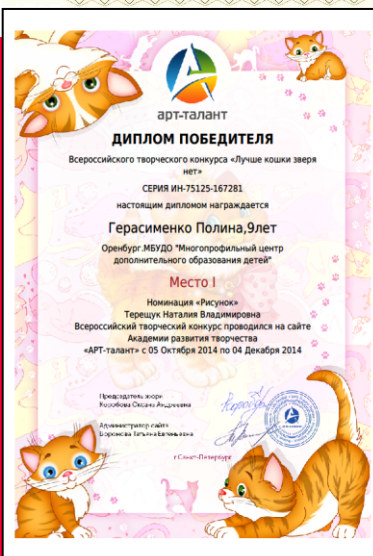 арт-талант
ДИПЛОМ ПОБЕДИТЕЛЯ
Всероссийского творческого конкурса «Лучше кошки зверя
нет»
СЕРИЯ ИН-75125-167281
настоящим дипломом награждается
Герасименко Полина,9лет
Оренбург.МБУДО "Многопрофильный центр
дополнительного образования детей"
Место I
Номинация «Рисунок»
Терещук Наталия Владимировна
Всероссийский творческий конкурс проводился на сайте
Академии развития творчества
«АРТ-талант» с 05 Октября 2014 по 04 Декабря 2014
Председатель жюри
Коробова Оксана Андреевна
Администратор сайта
Воронова Татьяна Евгеньевна
г.Санкт-Петербург